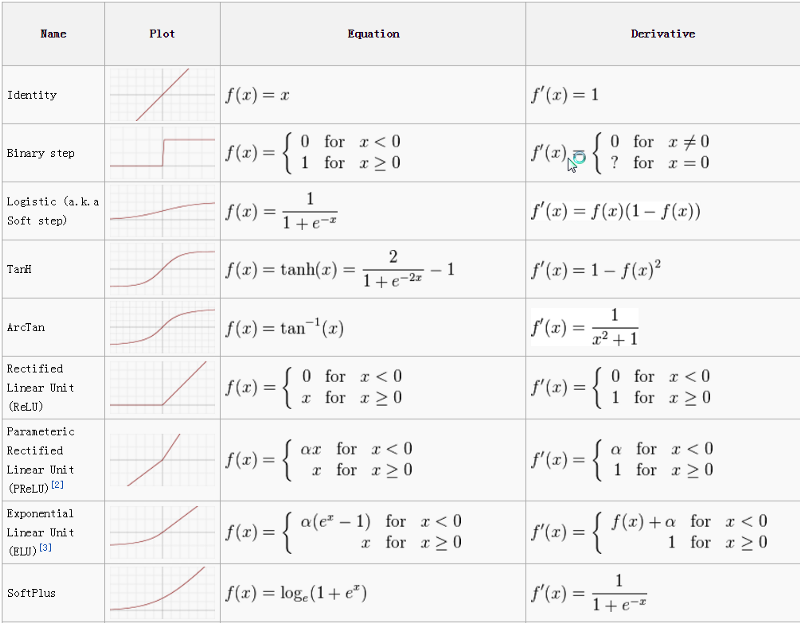 Name Plot Equation Derivative
Identity f(x) = x f′(x) = 1
Binary step f(x) = { 0 for x < 0 f′(x) = { 0 for x ≠ 0
1 for x ≥ 0 ? for x = 0
Logistic (a.k.a
Soft step) f(x) = 1 / (1 + e^{−x}) f′(x) = f(x)(1 − f(x))
TanH f(x) = tanh(x) = 2 / (1 + e^{−2x}) − 1 f′(x) = 1 − f(x)²
ArcTan f(x) = tan⁻¹(x) f′(x) = 1 / (x² + 1)
Rectified
Linear Unit
(ReLU) f(x) = { 0 for x < 0 f′(x) = { 0 for x < 0
x for x ≥ 0 1 for x ≥ 0
Parameteric
Rectified
Linear Unit
(PReLU) [2] f(x) = { αx for x < 0 f′(x) = { α for x < 0
x for x ≥ 0 1 for x ≥ 0
Exponential
Linear Unit
(ELU) [3] f(x) = { α(e^x − 1) for x < 0 f′(x) = { f(x) + α for x < 0
x for x ≥ 0 1 for x ≥ 0
SoftPlus f(x) = logₑ(1 + e^x) f′(x) = 1 / (1 + e^{−x})